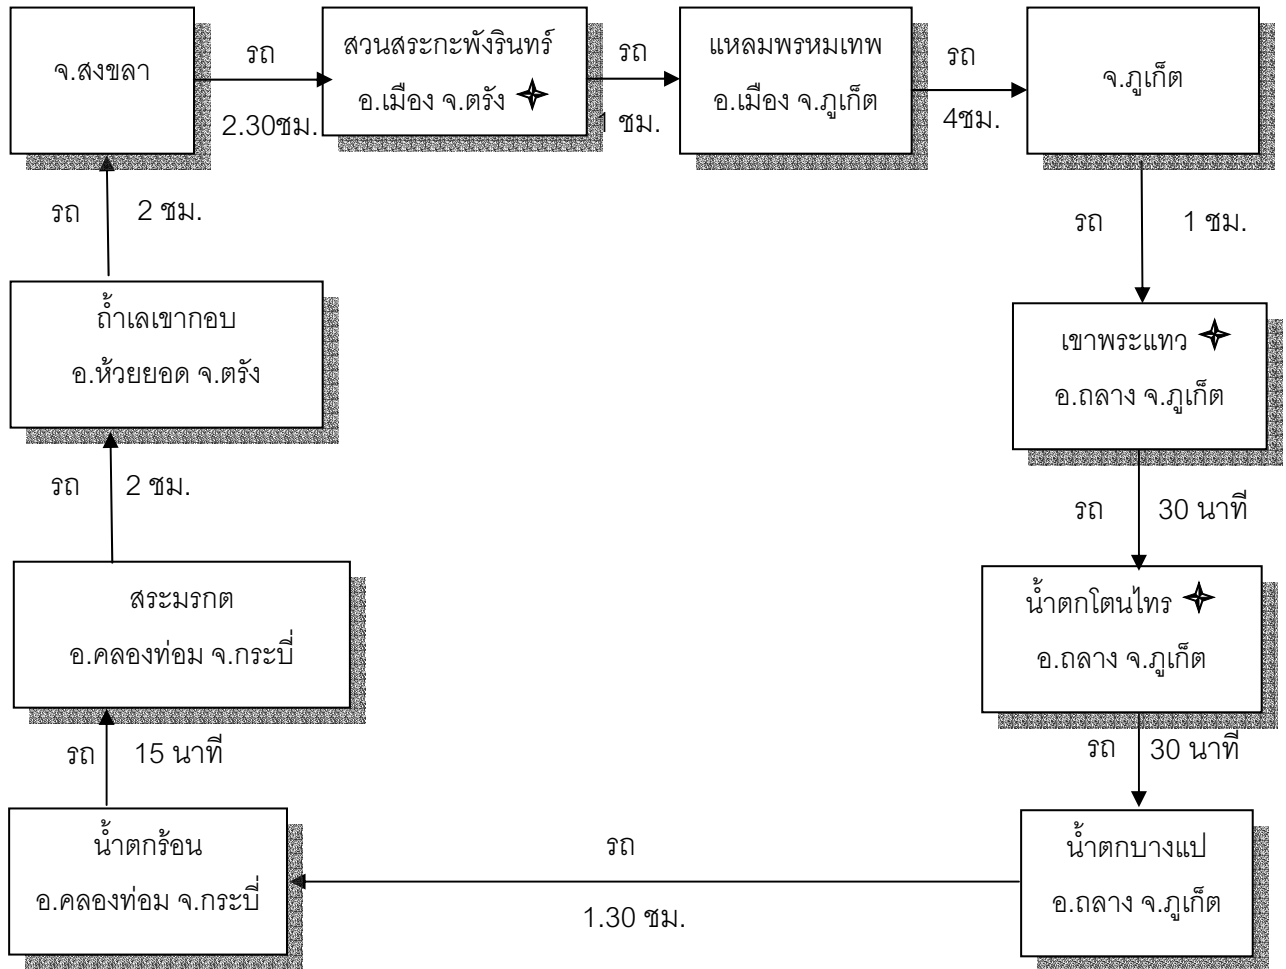 จ.สงขลา
รถ
2.30ชม.
สวนสระกะพังรินทร์
อ.เมือง จ.ตรัง
รถ
1 ชม.
แหลมพรหมเทพ
อ.เมือง จ.ภูเก็ต
รถ
4ชม.
จ.ภูเก็ต
รถ 1 ชม.
เขาพระแทว
อ.ถลาง จ.ภูเก็ต
รถ 30 นาที
น้ำตกโตนไทร
อ.ถลาง จ.ภูเก็ต
รถ 30 นาที
น้ำตกบางแป
อ.ถลาง จ.ภูเก็ต
รถ
1.30 ชม.
น้ำตกร้อน
อ.คลองท่อม จ.กระบี่
รถ 15 นาที
สระมรกต
อ.คลองท่อม จ.กระบี่
รถ 2 ชม.
ถ้ำเลเขากอบ
อ.ห้วยยอด จ.ตรัง
รถ 2 ชม.